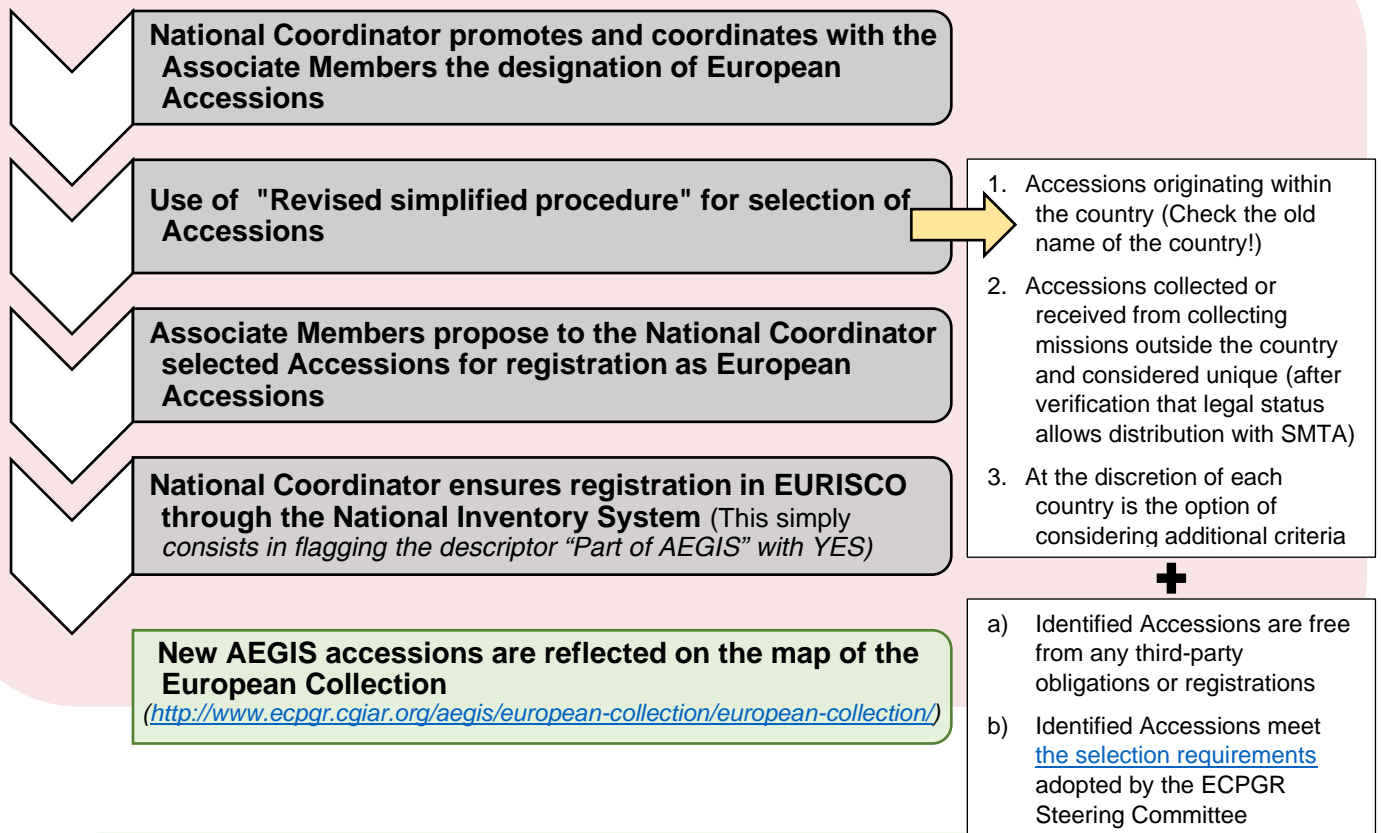 National Coordinator promotes and coordinates with the
Associate Members the designation of European
Accessions
Use of "Revised simplified procedure" for selection of
Accessions
Associate Members propose to the National Coordinator
selected Accessions for registration as European
Accessions
National Coordinator ensures registration in EURISCO
through the National Inventory System (This simply
consists in flagging the descriptor “Part of AEGIS” with YES)
New AEGIS accessions are reflected on the map of the
European Collection
(http://www.ecpgr.cgiar.org/aegis/european-collection/european-collection/)
1. Accessions originating within
the country (Check the old
name of the country!)
2. Accessions collected or
received from collecting
missions outside the country
and considered unique (after
verification that legal status
allows distribution with SMTA)
3. At the discretion of each
country is the option of
considering additional criteria
a) Identified Accessions are free
from any third-party
obligations or registrations
b) Identified Accessions meet
the selection requirements
adopted by the ECPGR
Steering Committee